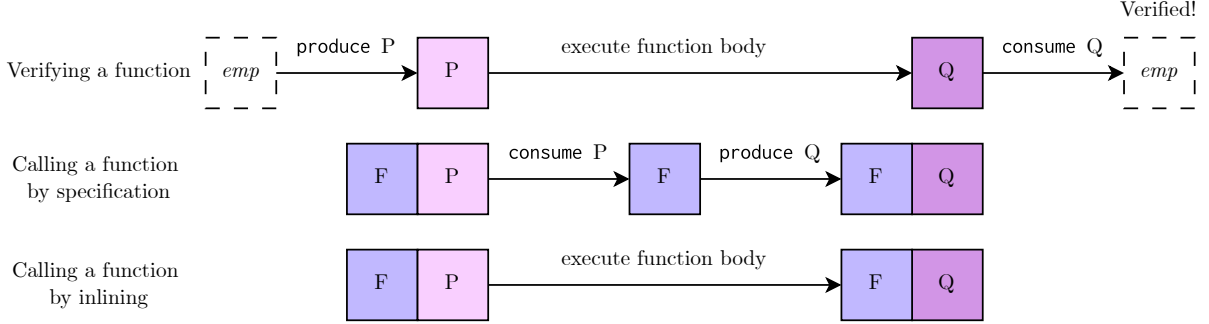 Verified!
Verifying a function
emp
produce P
P
execute function body
Q
consume Q
emp
Calling a function
by specification
F
P
consume P
F
produce Q
F
Q
Calling a function
by inlining
F
P
execute function body
F
Q